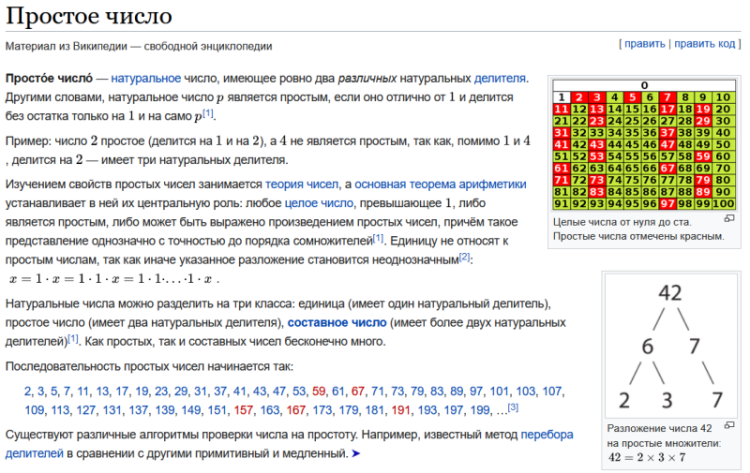 Простое число
Материал из Википедии — свободной энциклопедии
[ править | править код ]
Просто́е число́ — натуральное число, имеющее ровно два различных натуральных делителя.
Другими словами, натуральное число p является простым, если оно отлично от 1 и делится
без остатка только на 1 и на само p[1].
Пример: число 2 простое (делится на 1 и на 2), а 4 не является простым, так как, помимо 1 и 4
, делится на 2 — имеет три натуральных делителя.
Изучением свойств простых чисел занимается теория чисел, а основная теорема арифметики
устанавливает в ней их центральную роль: любое целое число, превышающее 1, либо
является простым, либо может быть выражено произведением простых чисел, причём такое
представление однозначно с точностью до порядка сомножителей[1]. Единицу не относят к
простым числам, так как иначе указанное разложение становится неоднозначным[2]:
x = 1 · x = 1 · 1 · x = 1 · 1 · … · 1 · x .
Натуральные числа можно разделить на три класса: единица (имеет один натуральный делитель),
простое число (имеет два натуральных делителя), составное число (имеет более двух натуральных
делителей)[1]. Как простых, так и составных чисел бесконечно много.
Последовательность простых чисел начинается так:
2, 3, 5, 7, 11, 13, 17, 19, 23, 29, 31, 37, 41, 43, 47, 53, 59, 61, 67, 71, 73, 79, 83, 89, 97, 101, 103, 107,
109, 113, 127, 131, 137, 139, 149, 151, 157, 163, 167, 173, 179, 181, 191, 193, 197, 199, …[3]
Существуют различные алгоритмы проверки числа на простоту. Например, известный метод перебора
делителей в сравнении с другими примитивный и медленный. ➤
0
1 2 3 4 5 6 7 8 9 10
11 12 13 14 15 16 17 18 19 20
21 22 23 24 25 26 27 28 29 30
31 32 33 34 35 36 37 38 39 40
41 42 43 44 45 46 47 48 49 50
51 52 53 54 55 56 57 58 59 60
61 62 63 64 65 66 67 68 69 70
71 72 73 74 75 76 77 78 79 80
81 82 83 84 85 86 87 88 89 90
91 92 93 94 95 96 97 98 99 100
Целые числа от нуля до ста.
Простые числа отмечены красным.
42
6 7
2 3 7
Разложение числа 42
на простые множители:
42 = 2 × 3 × 7